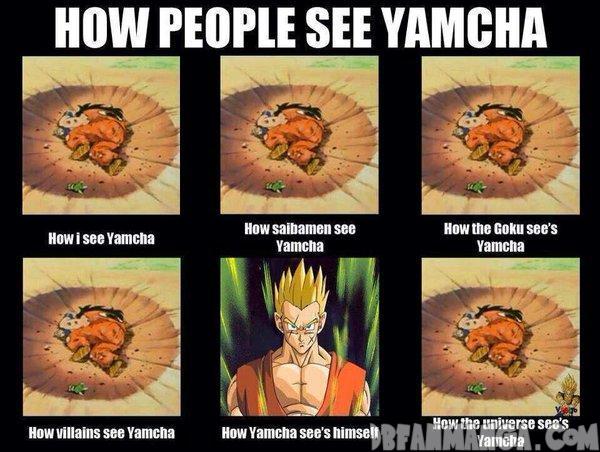 HOW PEOPLE SEE YAMCHA
How i see Yamcha
How saibamen see
Yamcha
How the Goku see's
Yamcha
How villains see Yamcha
How Yamcha see's himself
How the universe see's
Yamcha
DBFANMANGA.COM